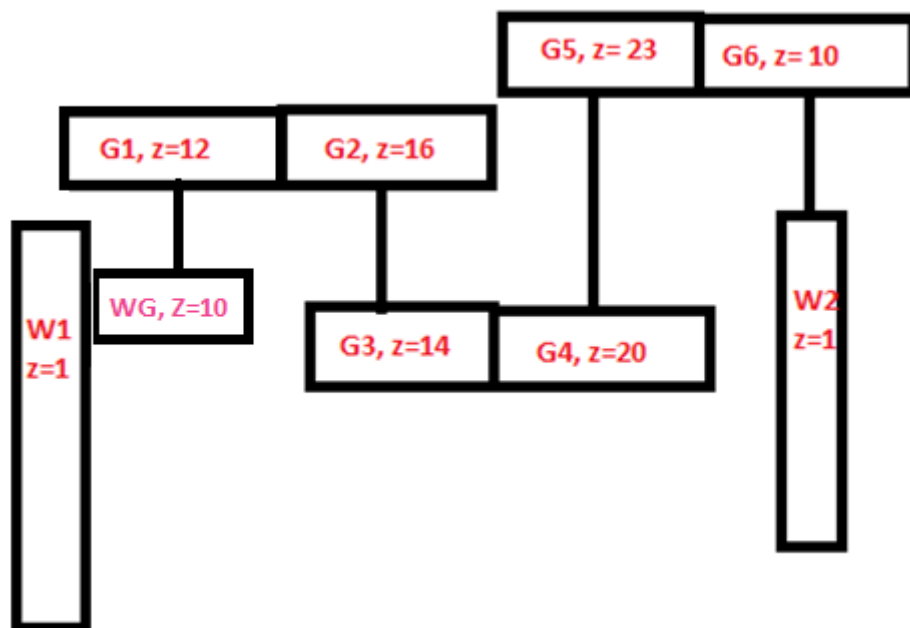 G5, z= 23
G6, z= 10
G1, z=12
G2, z=16
WG, Z=10
W1
z=1
G3, z=14
G4, z=20
W2
z=1